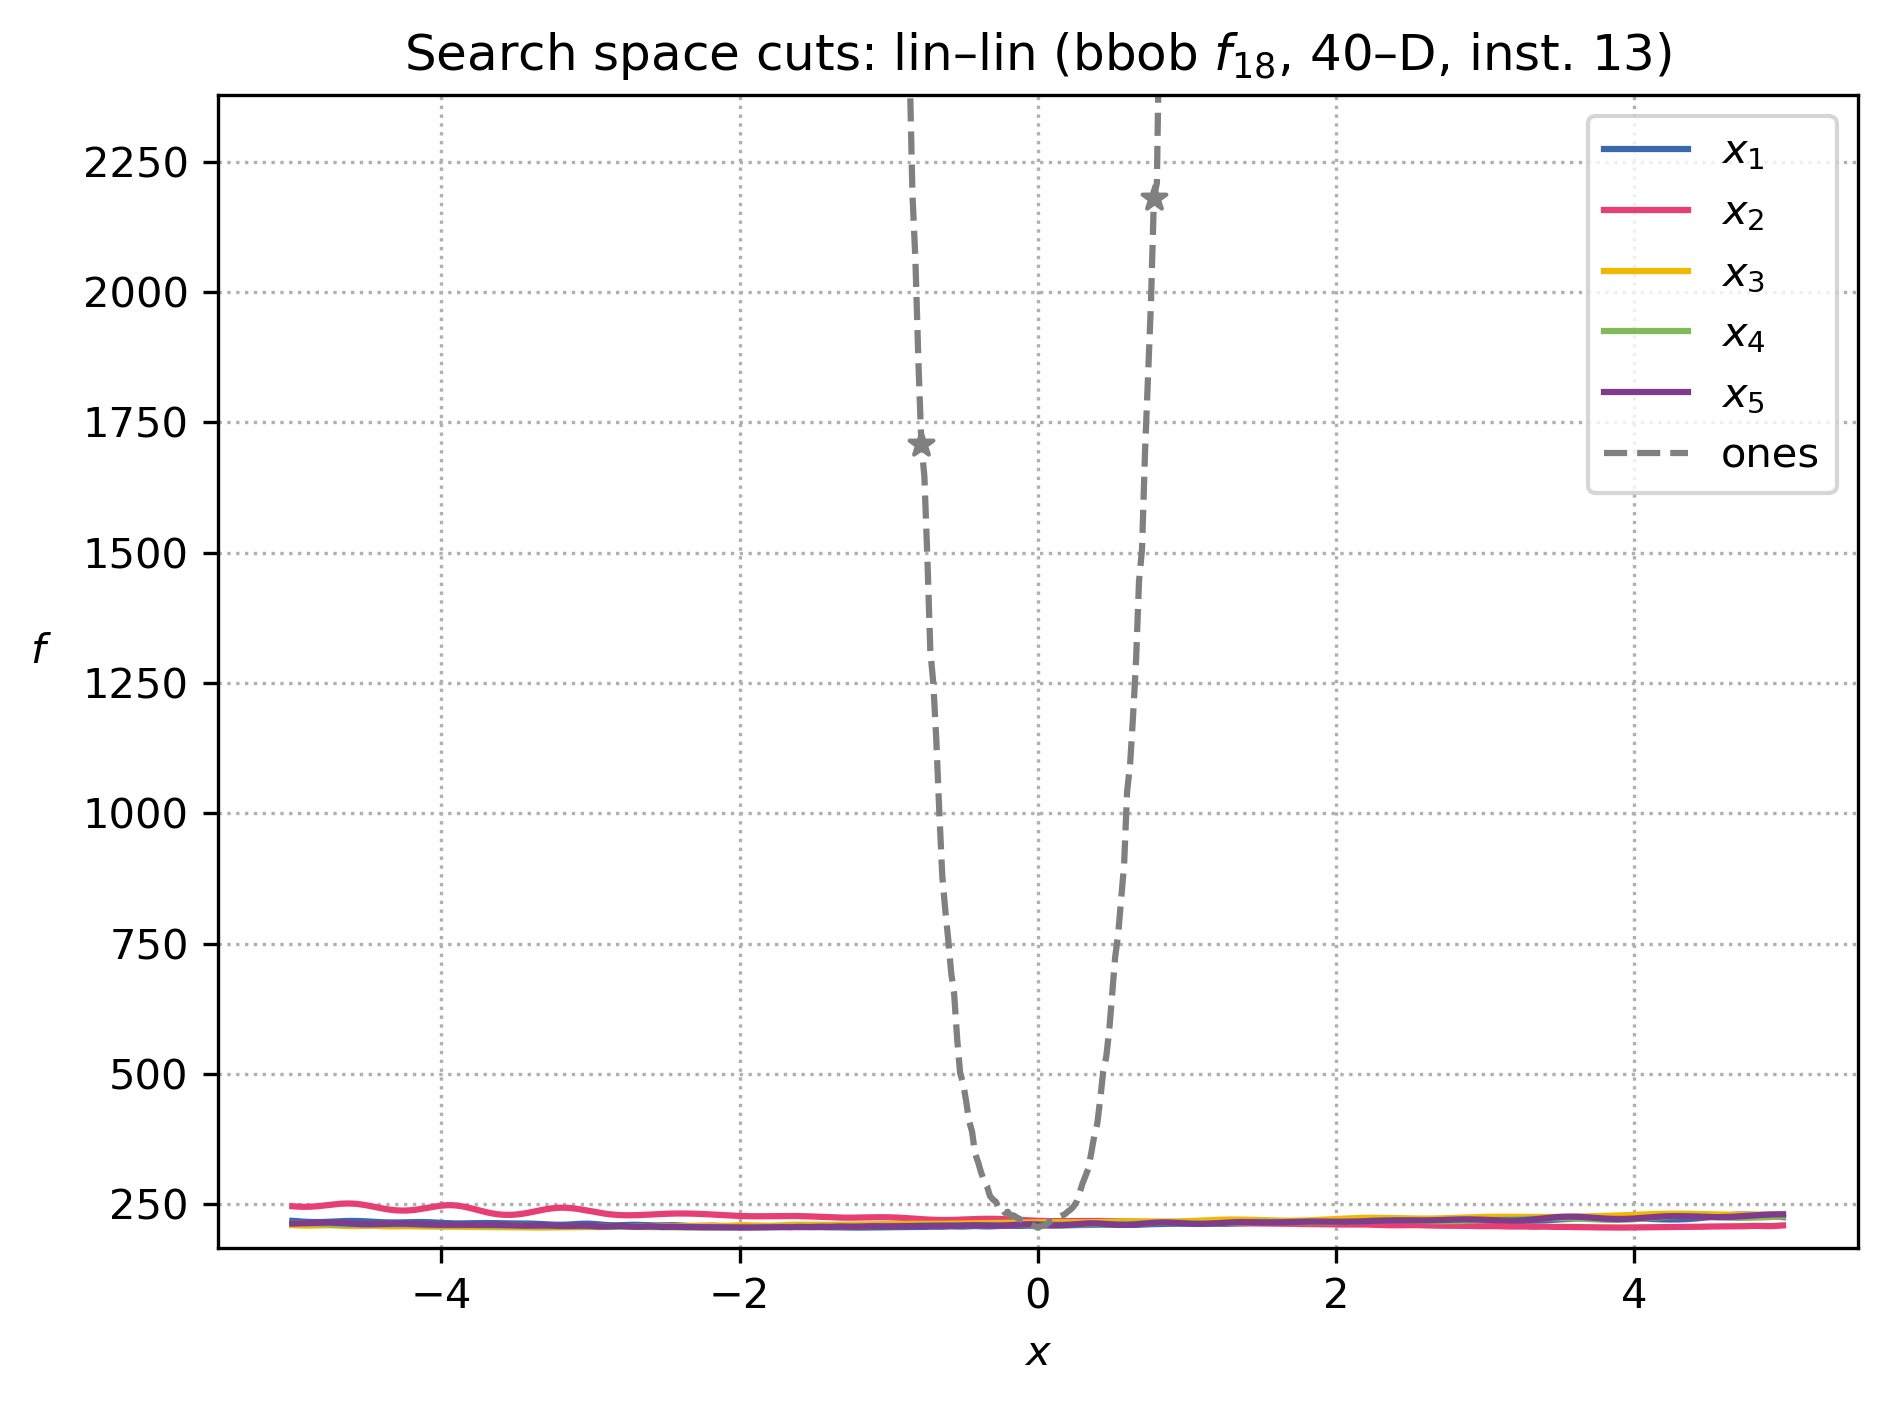 Search space cuts: lin–lin (bbob f18, 40–D, inst. 13)
2250
2000
1750
1500
1250
1000
750
500
250
f
−4
−2
0
2
4
x
x1
x2
x3
x4
x5
ones